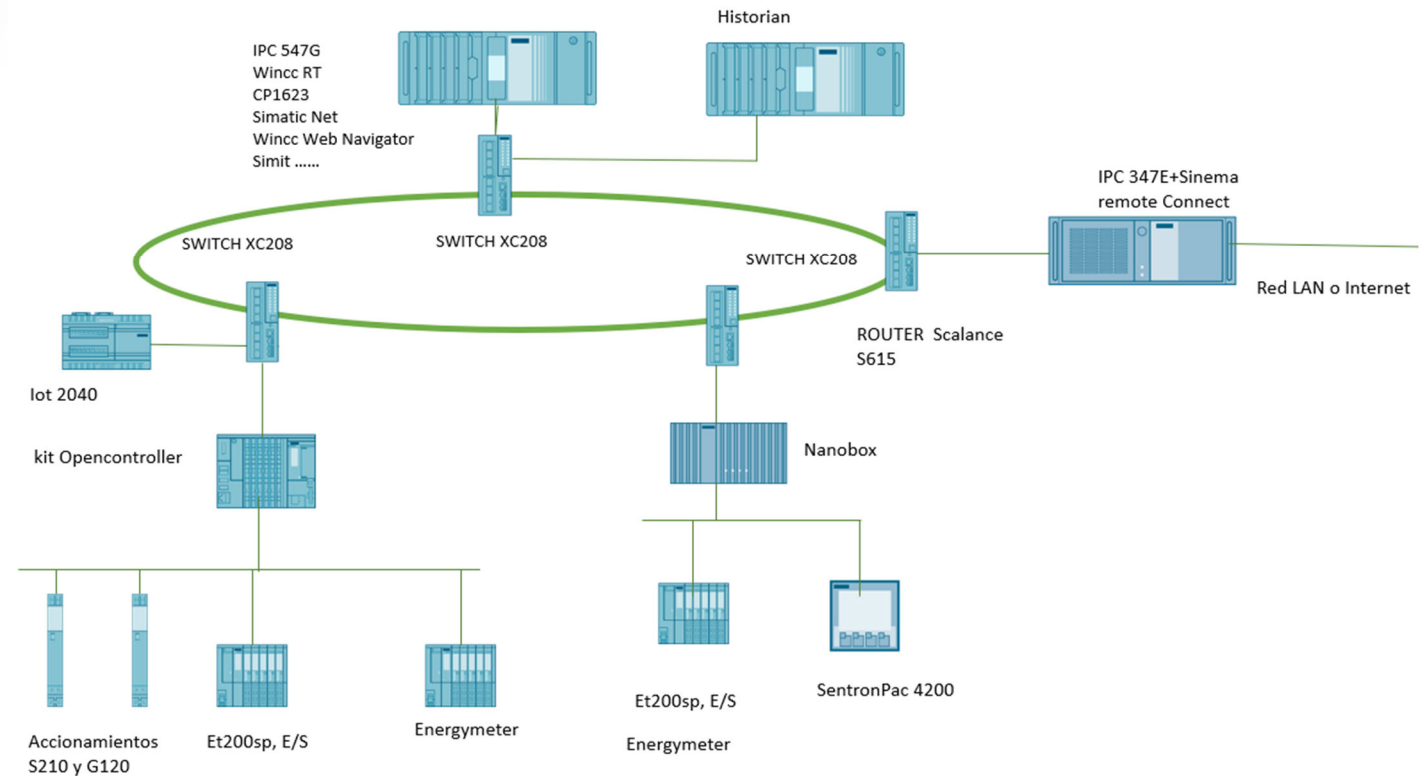 Historian
IPC 547G
Wincc RT
CP1623
Simatic Net
Wincc Web Navigator
Simit ......
IPC 347E+Sinema
remote Connect
SWITCH XC208
SWITCH XC208
SWITCH XC208
Red LAN o Internet
ROUTER Scalance
S615
Iot 2040
kit Opencontroller
Nanobox
Accionamientos
S210 y G120
Et200sp, E/S
Energymeter
Et200sp, E/S
Energymeter
SentronPac 4200